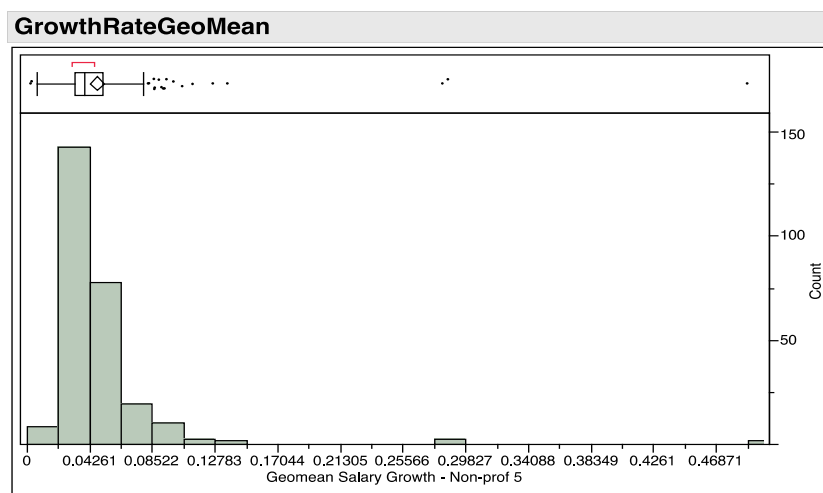 GrowthRateGeoMean
150
100
50
Count
0 0.04261 0.08522 0.12783 0.17044 0.21305 0.25566 0.29827 0.34088 0.38349 0.4261 0.46871
Geomean Salary Growth - Non-prof 5